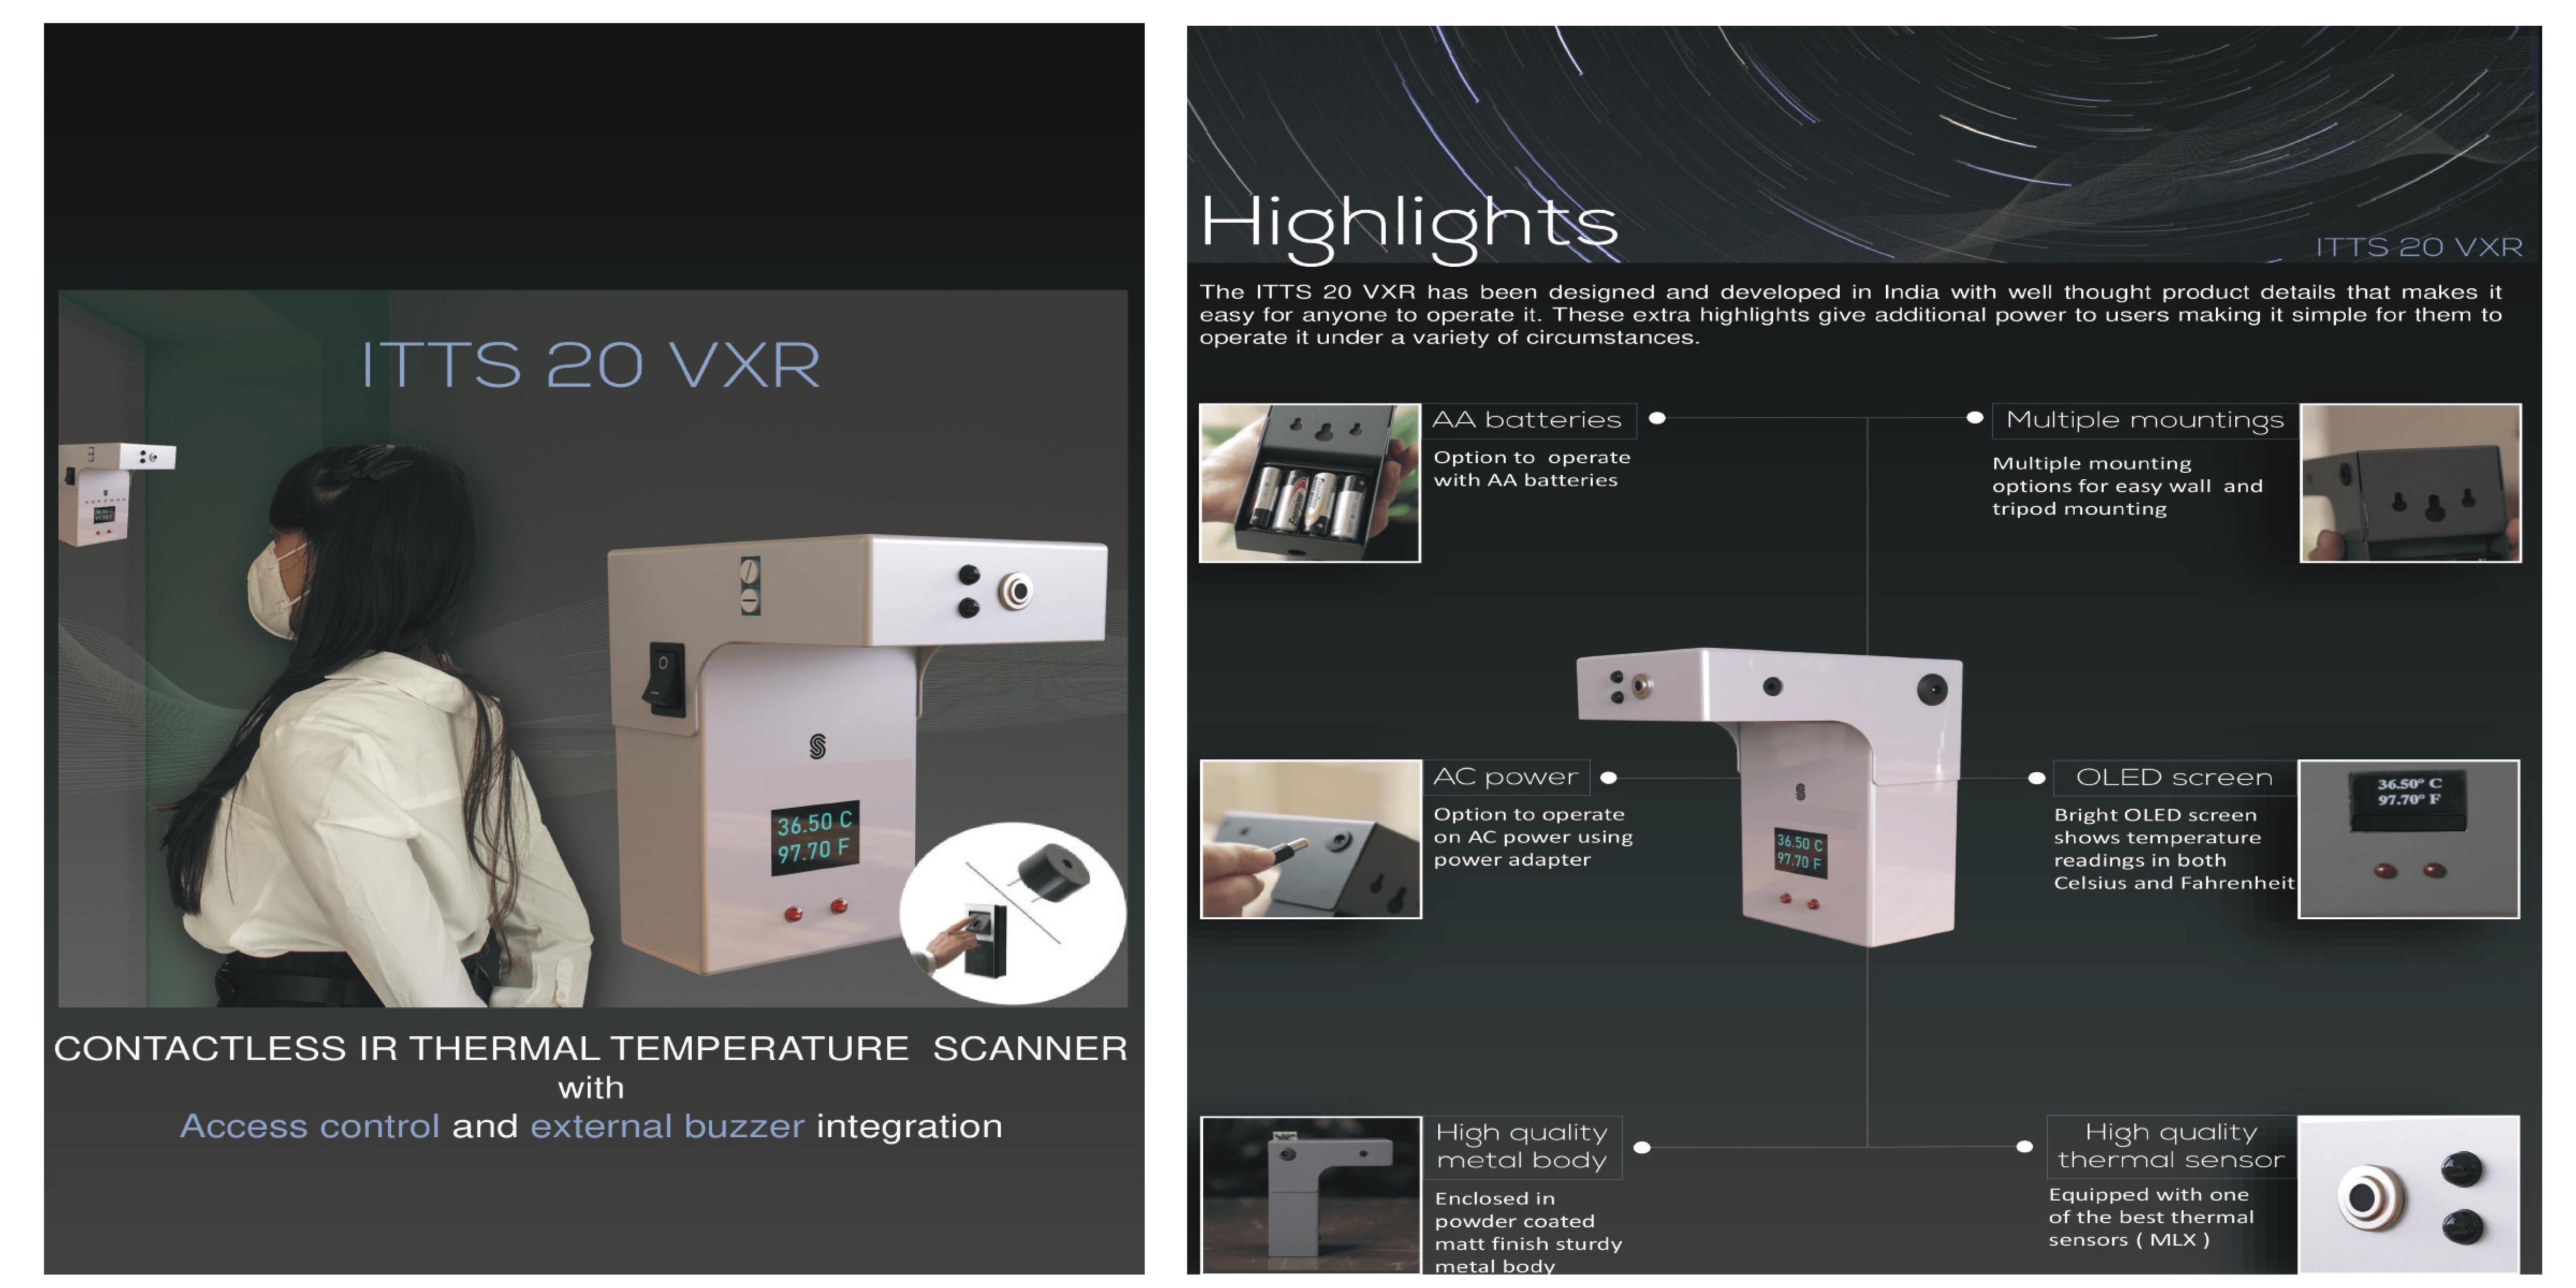 ITTS 20 VXR
36.50 C
97.70 F
CONTACTLESS IR THERMAL TEMPERATURE SCANNER
with
Access control and external buzzer integration
Highlights
ITTS 20 VXR
The ITTS 20 VXR has been designed and developed in India with well thought product details that makes it
easy for anyone to operate it. These extra highlights give additional power to users making it simple for them to
operate it under a variety of circumstances.
AA batteries
Option to operate
with AA batteries
Multiple mountings
Multiple mounting
options for easy wall and
tripod mounting
AC power
Option to operate
on AC power using
power adapter
36.50 C
97.70 F
OLED screen
Bright OLED screen
shows temperature
readings in both
Celsius and Fahrenheit
36.50° C
97.70° F
High quality
metal body
Enclosed in
powder coated
matt finish sturdy
metal body
High quality
thermal sensor
Equipped with one
of the best thermal
sensors ( MLX )